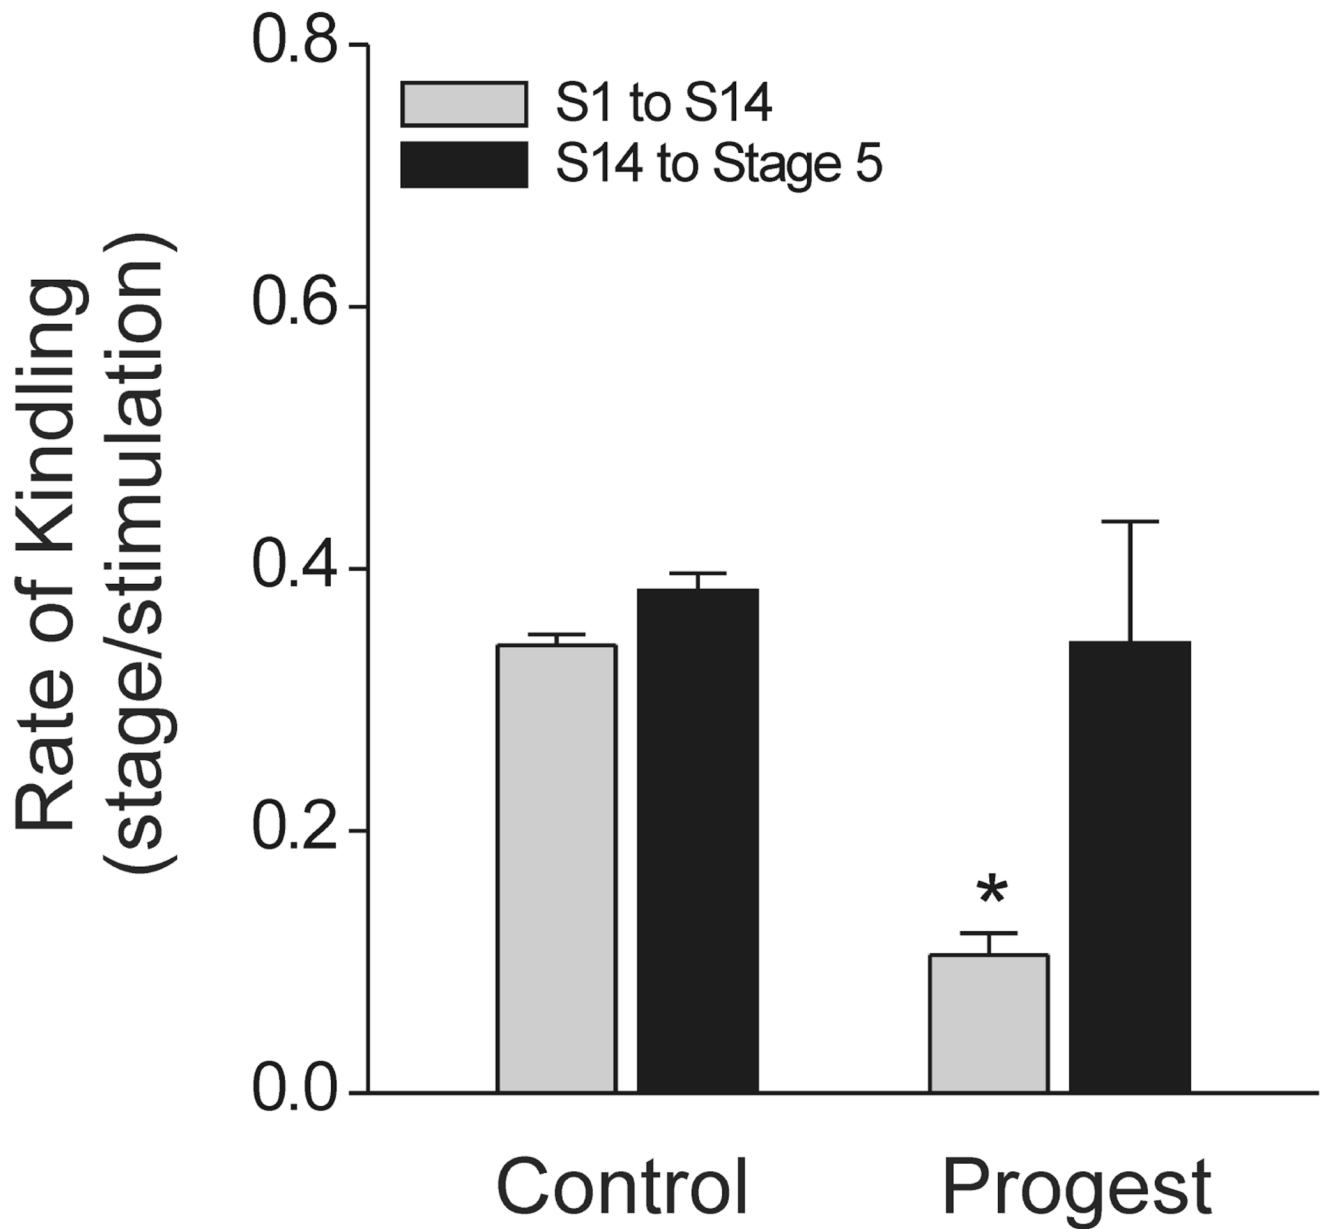 0.8
S1 to S14
S14 to Stage 5
0.6
0.4
0.2
0.0
Rate of Kindling
(stage/stimulation)
*
Control
Progest